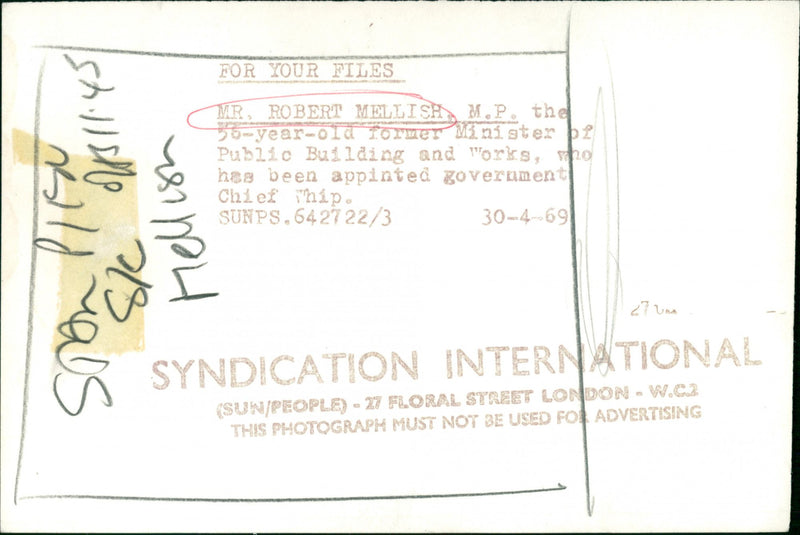 FOR YOUR FILES
MR. ROBERT MELLISH, M.P. the
56-year-old former Minister of
Public Building and Works, who
has been appinted government
Chief Whip.
SUNPS.642722/3 30-4-69
S/C
Mellish
SYNDICATION INTERNATIONAL
(SUN/PEOPLE) - 27 FLORAL STREET LONDON - W.C.2
THIS PHOTOGRAPH MUST NOT BE USED FOR ADVERTISING